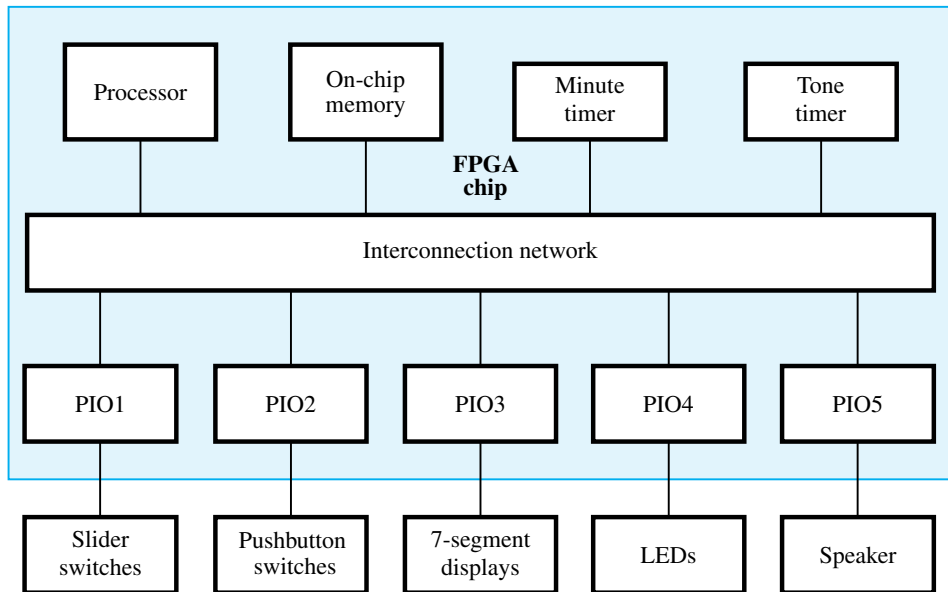 Processor
On-chip
memory
Minute
timer
Tone
timer
FPGA
chip
Interconnection network
PIO1
PIO2
PIO3
PIO4
PIO5
Slider
switches
Pushbutton
switches
7-segment
displays
LEDs
Speaker